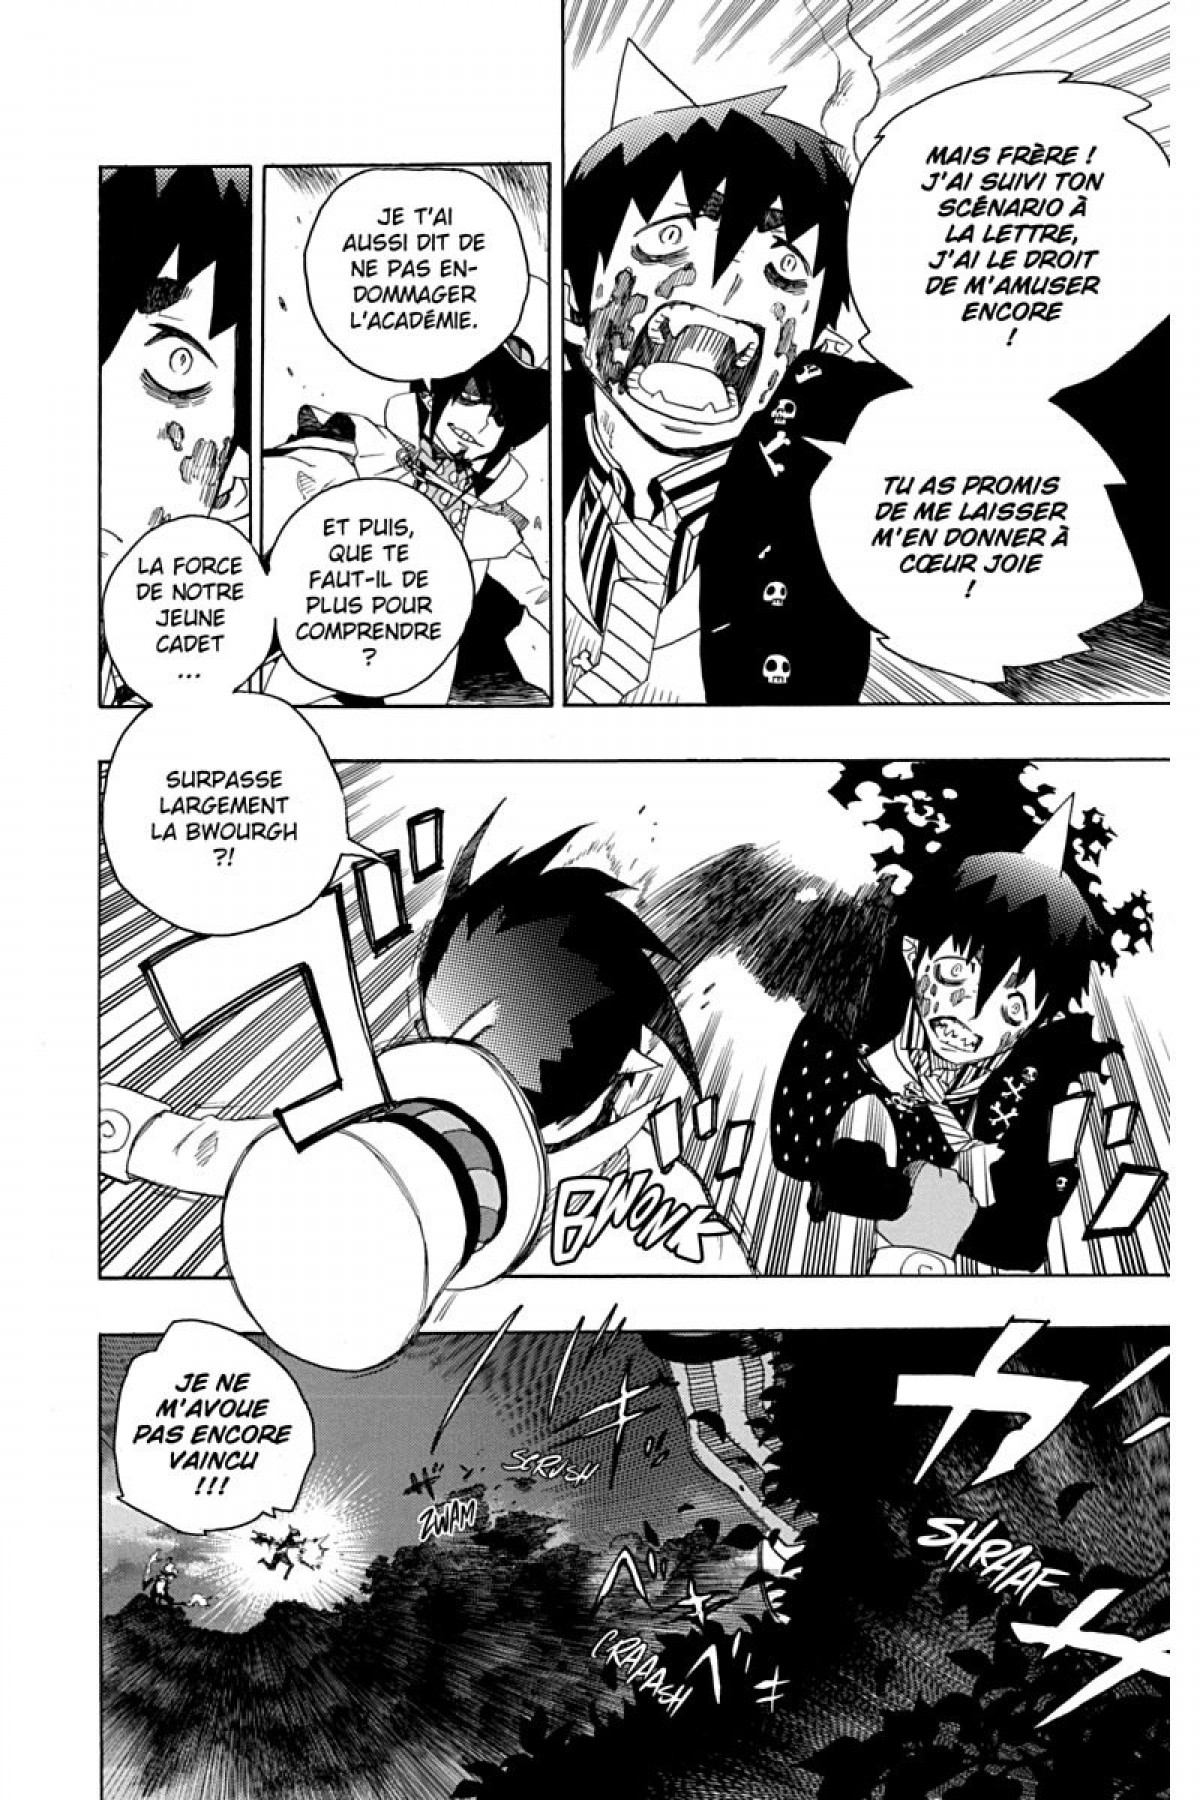 MAIS FRÈRE !
J'AI SUIVI TON
SCÉNARIO À
LA LETTRE,
J'AI LE DROIT
DE M'AMUSER
ENCORE
!
TU AS PROMIS
DE ME LAISSER
M'EN DONNER À
CŒUR JOIE
!
JE T'AI
AUSSI DIT DE
NE PAS EN-
DOMMAGER
L'ACADÉMIE.
ET PUIS,
QUE TE
FAUT-IL DE
PLUS POUR
COMPRENDRE
?
LA FORCE
DE NOTRE
JEUNE
CADET
...
SURPASSE
LARGEMENT
LA BWOURGH
?!
BWONK
JE NE
M'AVOUE
PAS ENCORE
VAINCU
!!!
ZWAM
SCRUSH
SHRAAF
CRAAASH